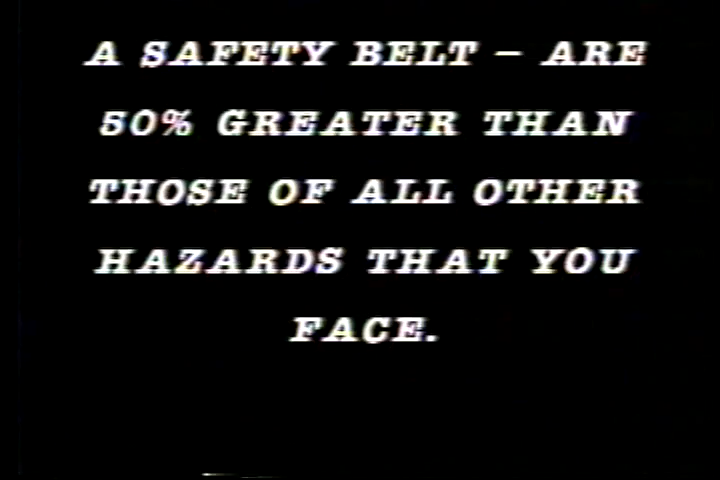 A SAFETY BELT – ARE
50% GREATER THAN
THOSE OF ALL OTHER
HAZARDS THAT YOU
FACE.